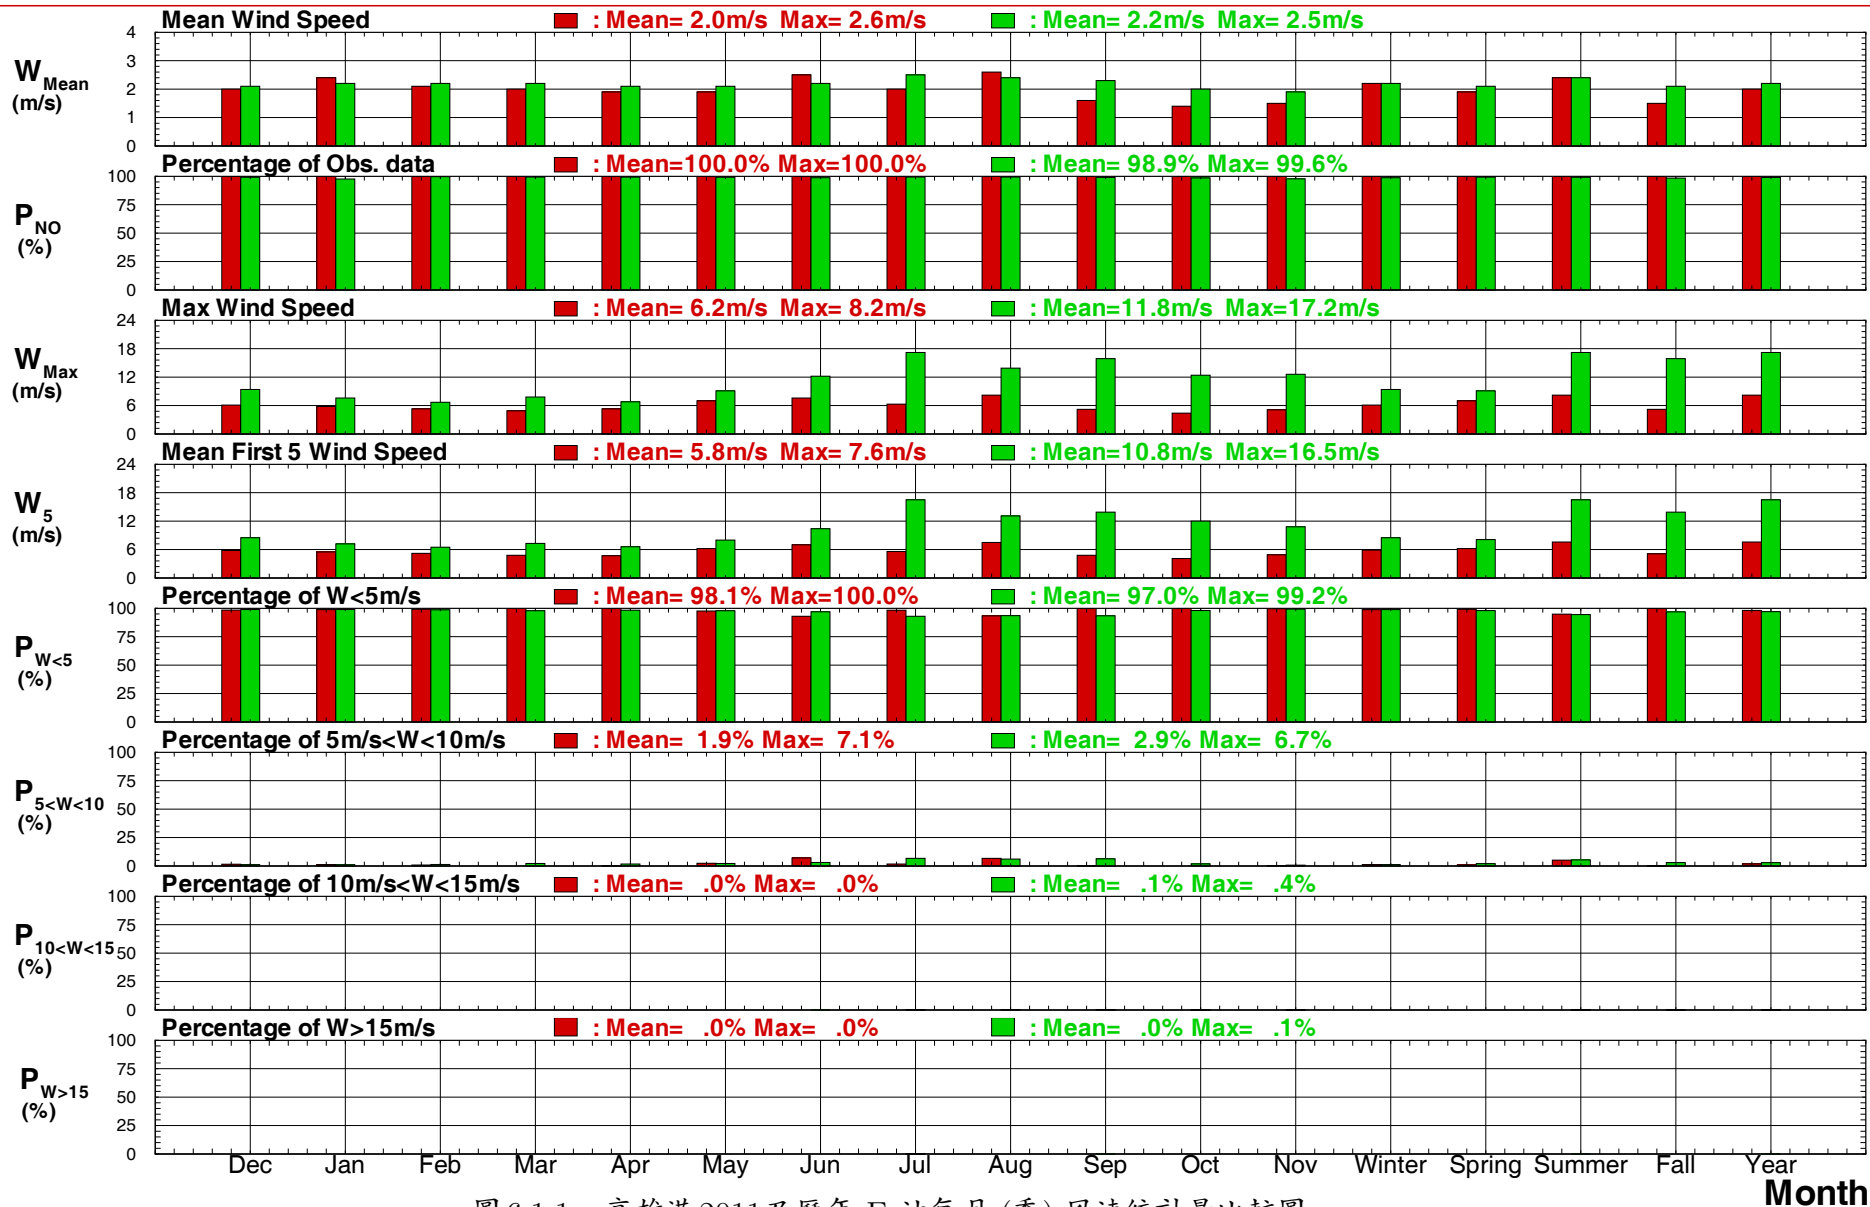 Mean Wind Speed : Mean= 2.0m/s Max= 2.6m/s : Mean= 2.2m/s Max= 2.5m/s
W Mean (m/s)
4
3
2
1
0
Percentage of Obs. data : Mean=100.0% Max=100.0% : Mean= 98.9% Max= 99.6%
P NO (%)
100
75
50
25
0
Max Wind Speed : Mean= 6.2m/s Max= 8.2m/s : Mean=11.8m/s Max=17.2m/s
W Max (m/s)
24
18
12
6
0
Mean First 5 Wind Speed : Mean= 5.8m/s Max= 7.6m/s : Mean=10.8m/s Max=16.5m/s
W 5 (m/s)
24
18
12
6
0
Percentage of W<5m/s : Mean= 98.1% Max=100.0% : Mean= 97.0% Max= 99.2%
P W<5 (%)
100
75
50
25
0
Percentage of 5m/s<W<10m/s : Mean= 1.9% Max= 7.1% : Mean= 2.9% Max= 6.7%
P 5<W<10 (%)
100
75
50
25
0
Percentage of 10m/s<W<15m/s : Mean= .0% Max= .0% : Mean= .1% Max= .4%
P 10<W<15 (%)
100
75
50
25
0
Percentage of W>15m/s : Mean= .0% Max= .0% : Mean= .0% Max= .1%
P W>15 (%)
100
75
50
25
0
Dec Jan Feb Mar Apr May Jun Jul Aug Sep Oct Nov Winter Spring Summer Fall Year
Month